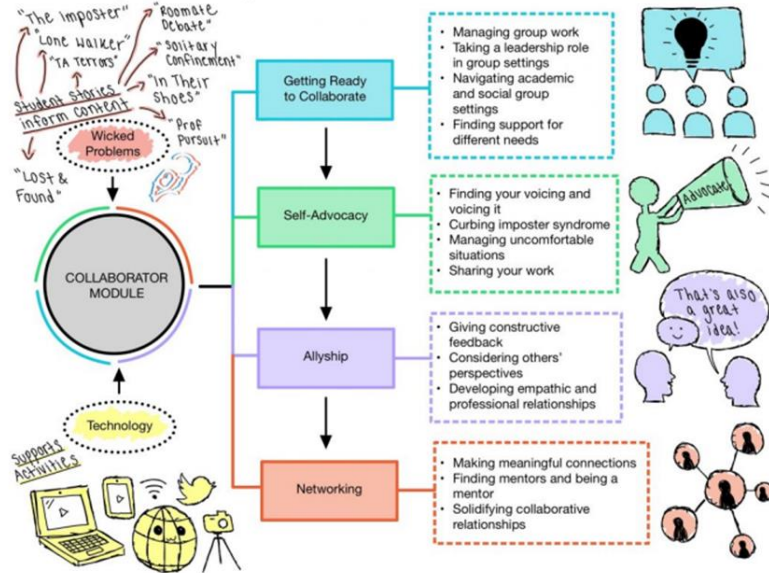 "The Imposter"
"Lone Walker"
"TA Terrors"
"Roomate
Debate"
"Solitary
Confinement"
"In Their
Shoes"
"Prof
Pursuit"
Student stories
inform content
Wicked
Problems
"Lost &
Found"
COLLABORATOR
MODULE
Technology
Supports
Activities
Getting Ready
to Collaborate
• Managing group work
• Taking a leadership role
in group settings
• Navigating academic
and social group
settings
• Finding support for
different needs
Self-Advocacy
• Finding your voicing and
voicing it
• Curbing imposter syndrome
• Managing uncomfortable
situations
• Sharing your work
Advocate
Allyship
• Giving constructive
feedback
• Considering others'
perspectives
• Developing empathic and
professional relationships
That's also
a great
idea!
Networking
• Making meaningful connections
• Finding mentors and being a
mentor
• Solidifying collaborative
relationships